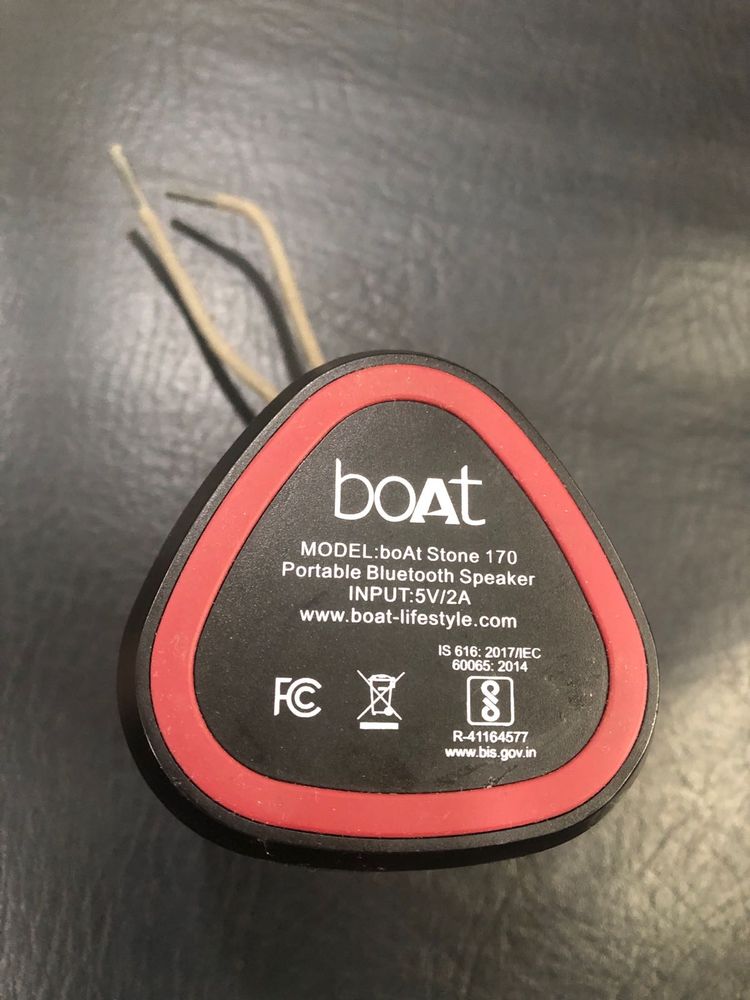 boAt
MODEL:boAt Stone 170
Portable Bluetooth Speaker
INPUT:5V/2A
www.boat-lifestyle.com
IS 616: 2017/IEC
60065: 2014
FC
R-41164577
www.bis.gov.in